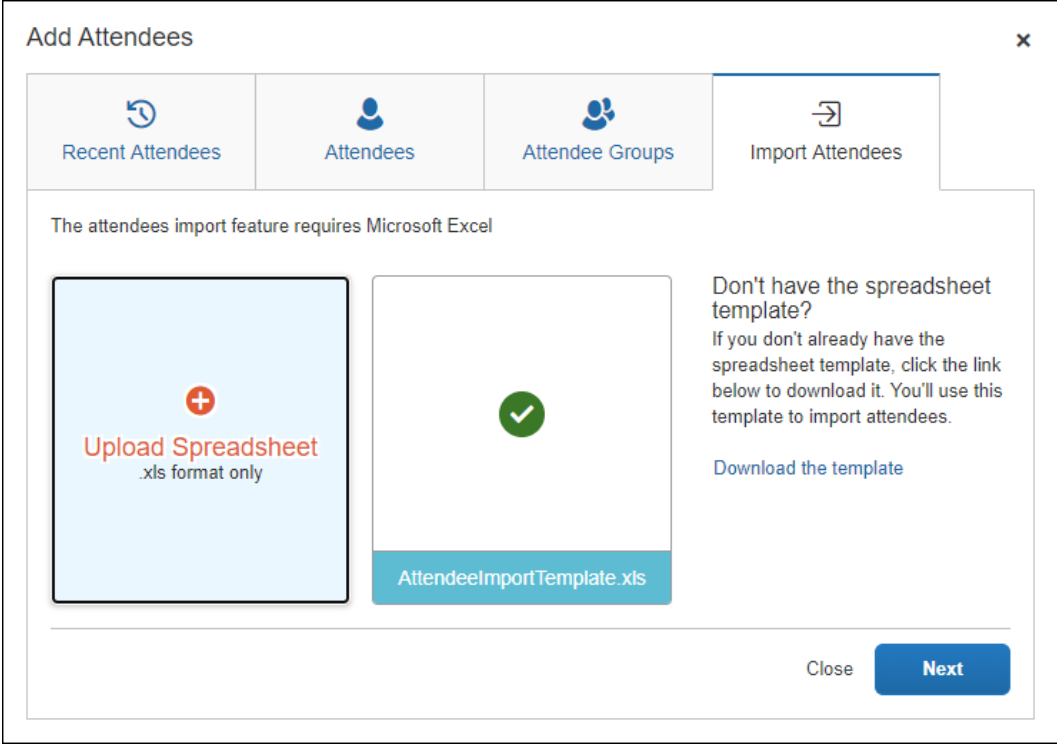 Add Attendees
Recent Attendees
Attendees
Attendee Groups
Import Attendees
The attendees import feature requires Microsoft Excel
Upload Spreadsheet
.xls format only
AttendeeImportTemplate.xls
Don't have the spreadsheet
template?
If you don't already have the
spreadsheet template, click the link
below to download it. You'll use this
template to import attendees.
Download the template
Close
Next